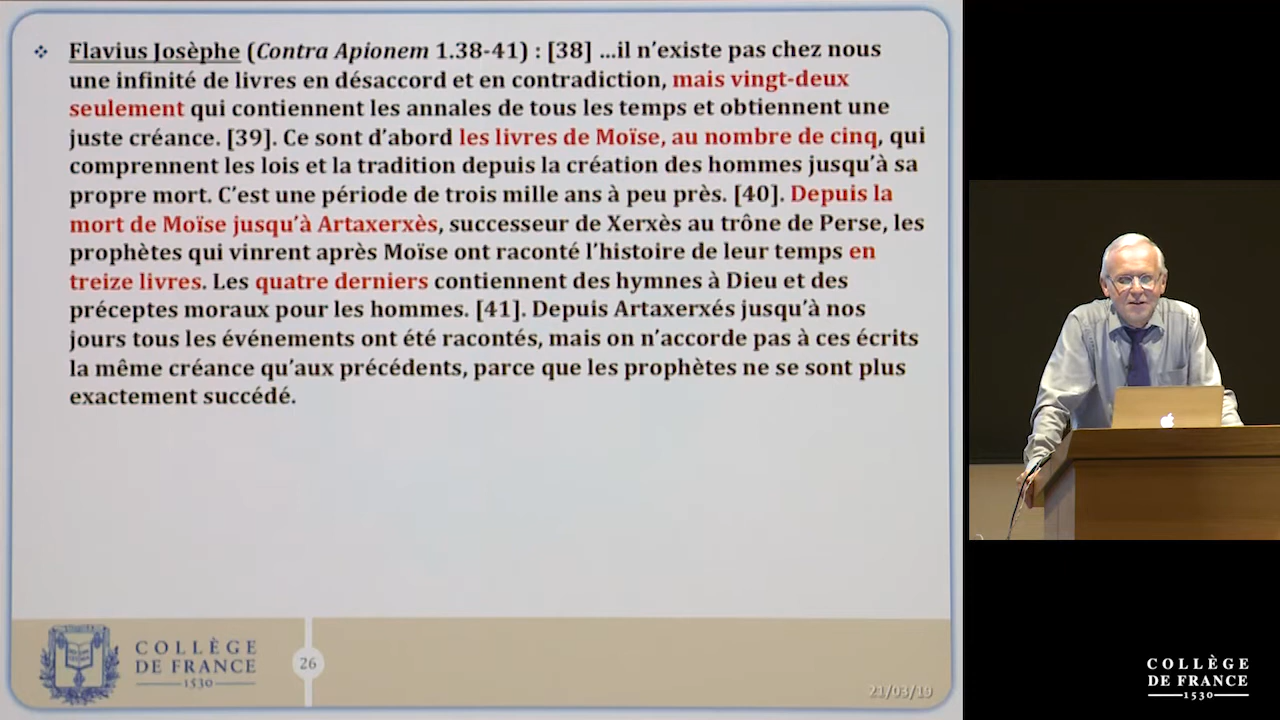 ❖ Flavius Josèphe (Contra Apionem 1.38-41) : [38] …il n’existe pas chez nous
une infinité de livres en désaccord et en contradiction, mais vingt-deux
seulement qui contiennent les annales de tous les temps et obtiennent une
juste créance. [39]. Ce sont d’abord les livres de Moïse, au nombre de cinq, qui
comprennent les lois et la tradition depuis la création des hommes jusqu’à sa
propre mort. C’est une période de trois mille ans à peu près. [40]. Depuis la
mort de Moïse jusqu’à Artaxerxès, successeur de Xerxès au trône de Perse, les
prophètes qui vinrent après Moïse ont raconté l’histoire de leur temps en
treize livres. Les quatre derniers contiennent des hymnes à Dieu et des
préceptes moraux pour les hommes. [41]. Depuis Artaxerxés jusqu’à nos
jours tous les événements ont été racontés, mais on n’accorde pas à ces écrits
la même créance qu’aux précédents, parce que les prophètes ne se sont plus
exactement succédé.
COLLÈGE
DE FRANCE
1530
26
21/03/19
COLLÈGE
DE FRANCE
1530